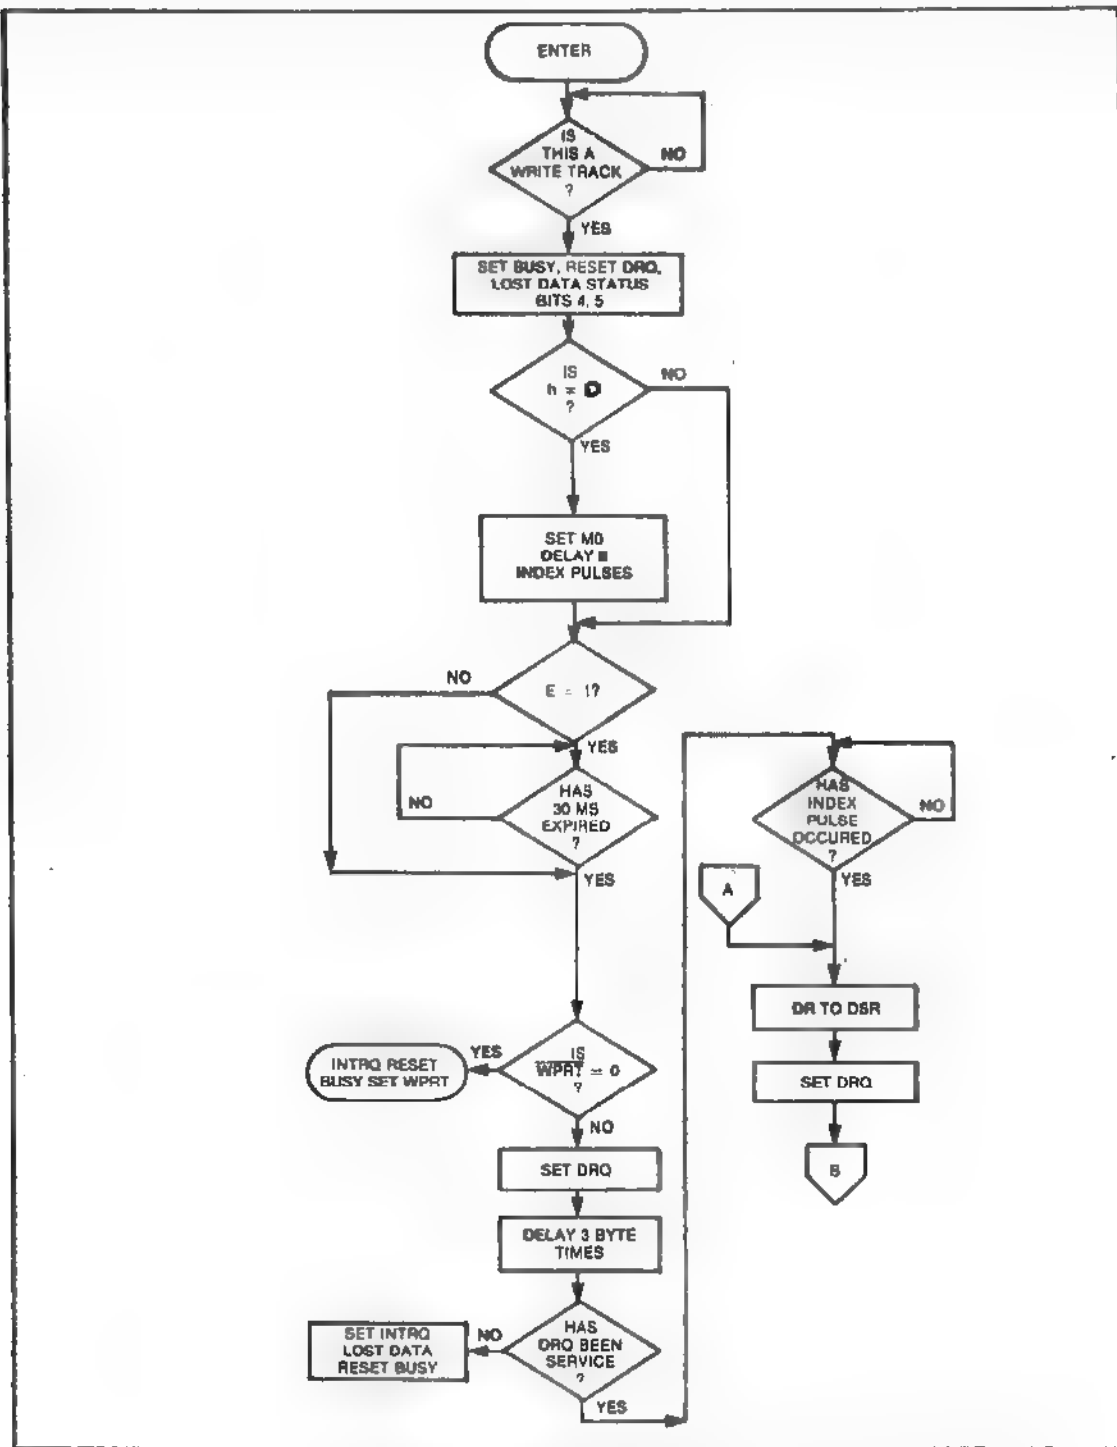 ENTER
IS
THIS A
WRITE TRACK
?
NO
YES
SET BUSY, RESET DRQ,
LOST DATA STATUS
BITS 4, 5
IS
h = 0
?
NO
YES
SET MO
DELAY
INDEX PULSES
E = 1?
NO
YES
HAS
30 MS
EXPIRED
?
NO
YES
IS
WPRT = 0
?
YES
INTRQ RESET
BUSY SET WPRT
NO
SET DRQ
DELAY 3 BYTE
TIMES
HAS
DRQ BEEN
SERVICE
?
NO
SET INTRQ
LOST DATA
RESET BUSY
YES
HAS
INDEX
PULSE
OCCURED
?
NO
YES
A
DR TO DSR
SET DRQ
B